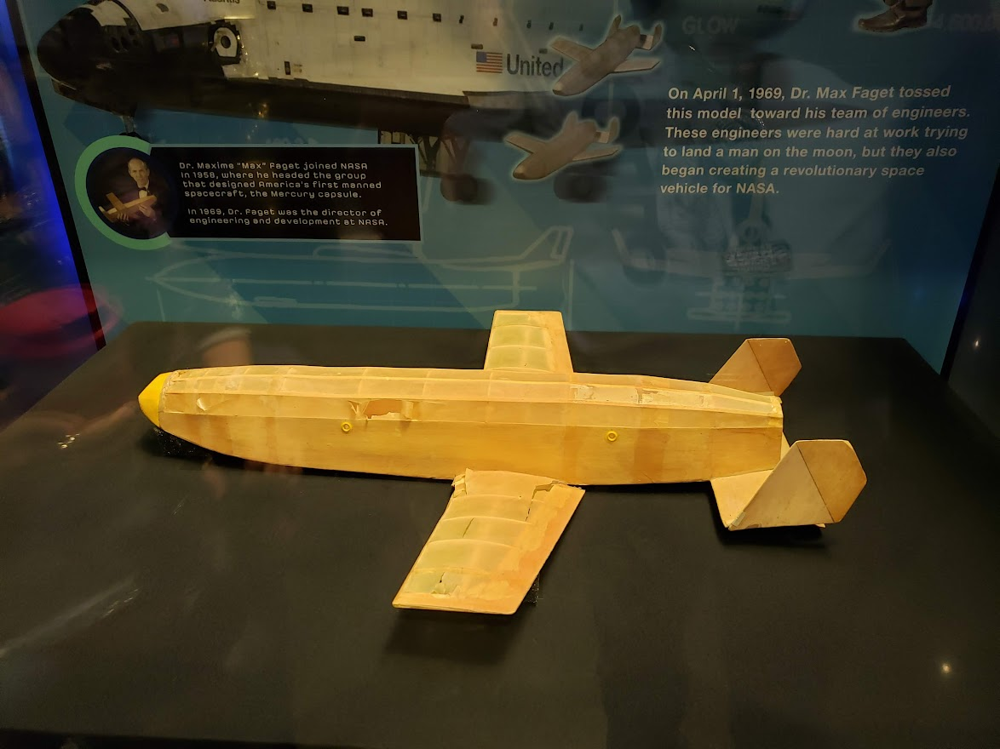 Atlantis
United
GLOW
On April 1, 1969, Dr. Max Faget tossed
this model toward his team of engineers.
These engineers were hard at work trying
to land a man on the moon, but they also
began creating a revolutionary space
vehicle for NASA.
Dr. Maxime "Max" Faget joined NASA
in 1958, where he headed the group
that designed America's first manned
spacecraft, the Mercury capsule.
In 1969, Dr. Faget was the director of
engineering and development at NASA.